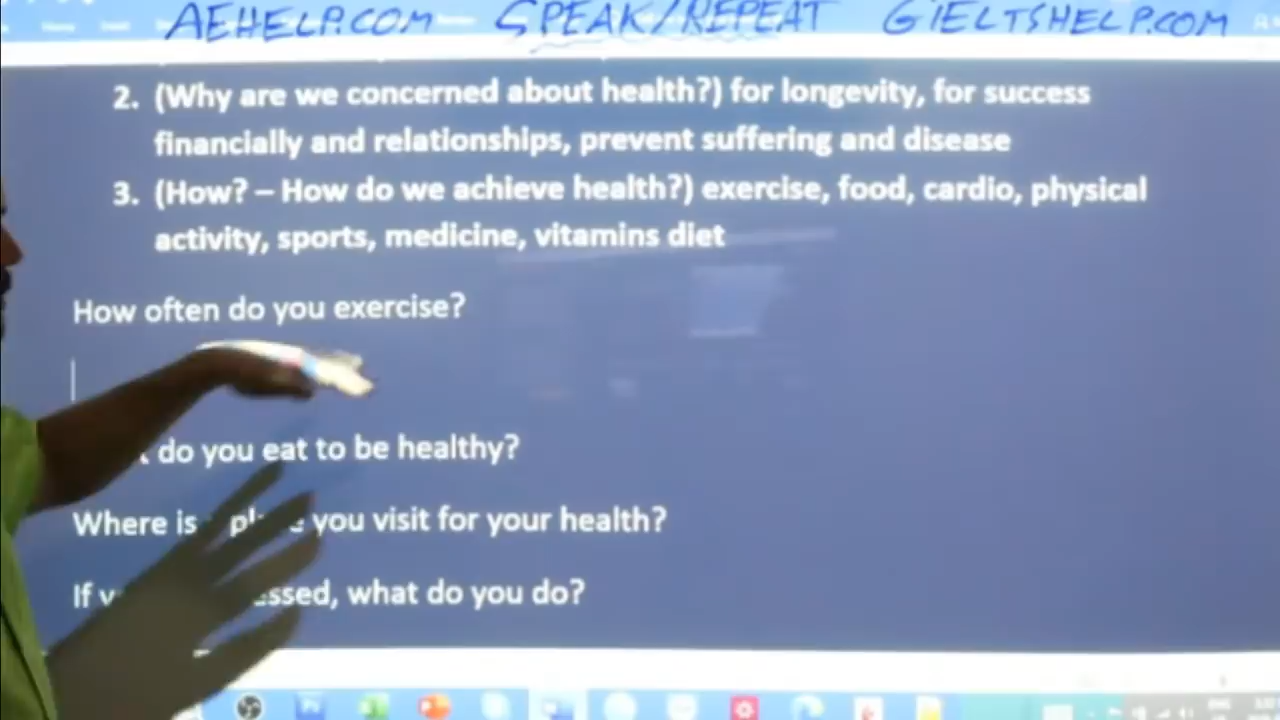 AEHELP.COM SPEAK/REPEAT GIELTSHELP.COM
2. (Why are we concerned about health?) for longevity, for success
financially and relationships, prevent suffering and disease
3. (How? – How do we achieve health?) exercise, food, cardio, physical
activity, sports, medicine, vitamins diet
How often do you exercise?
do you eat to be healthy?
Where is you visit for your health?
If what do you do?